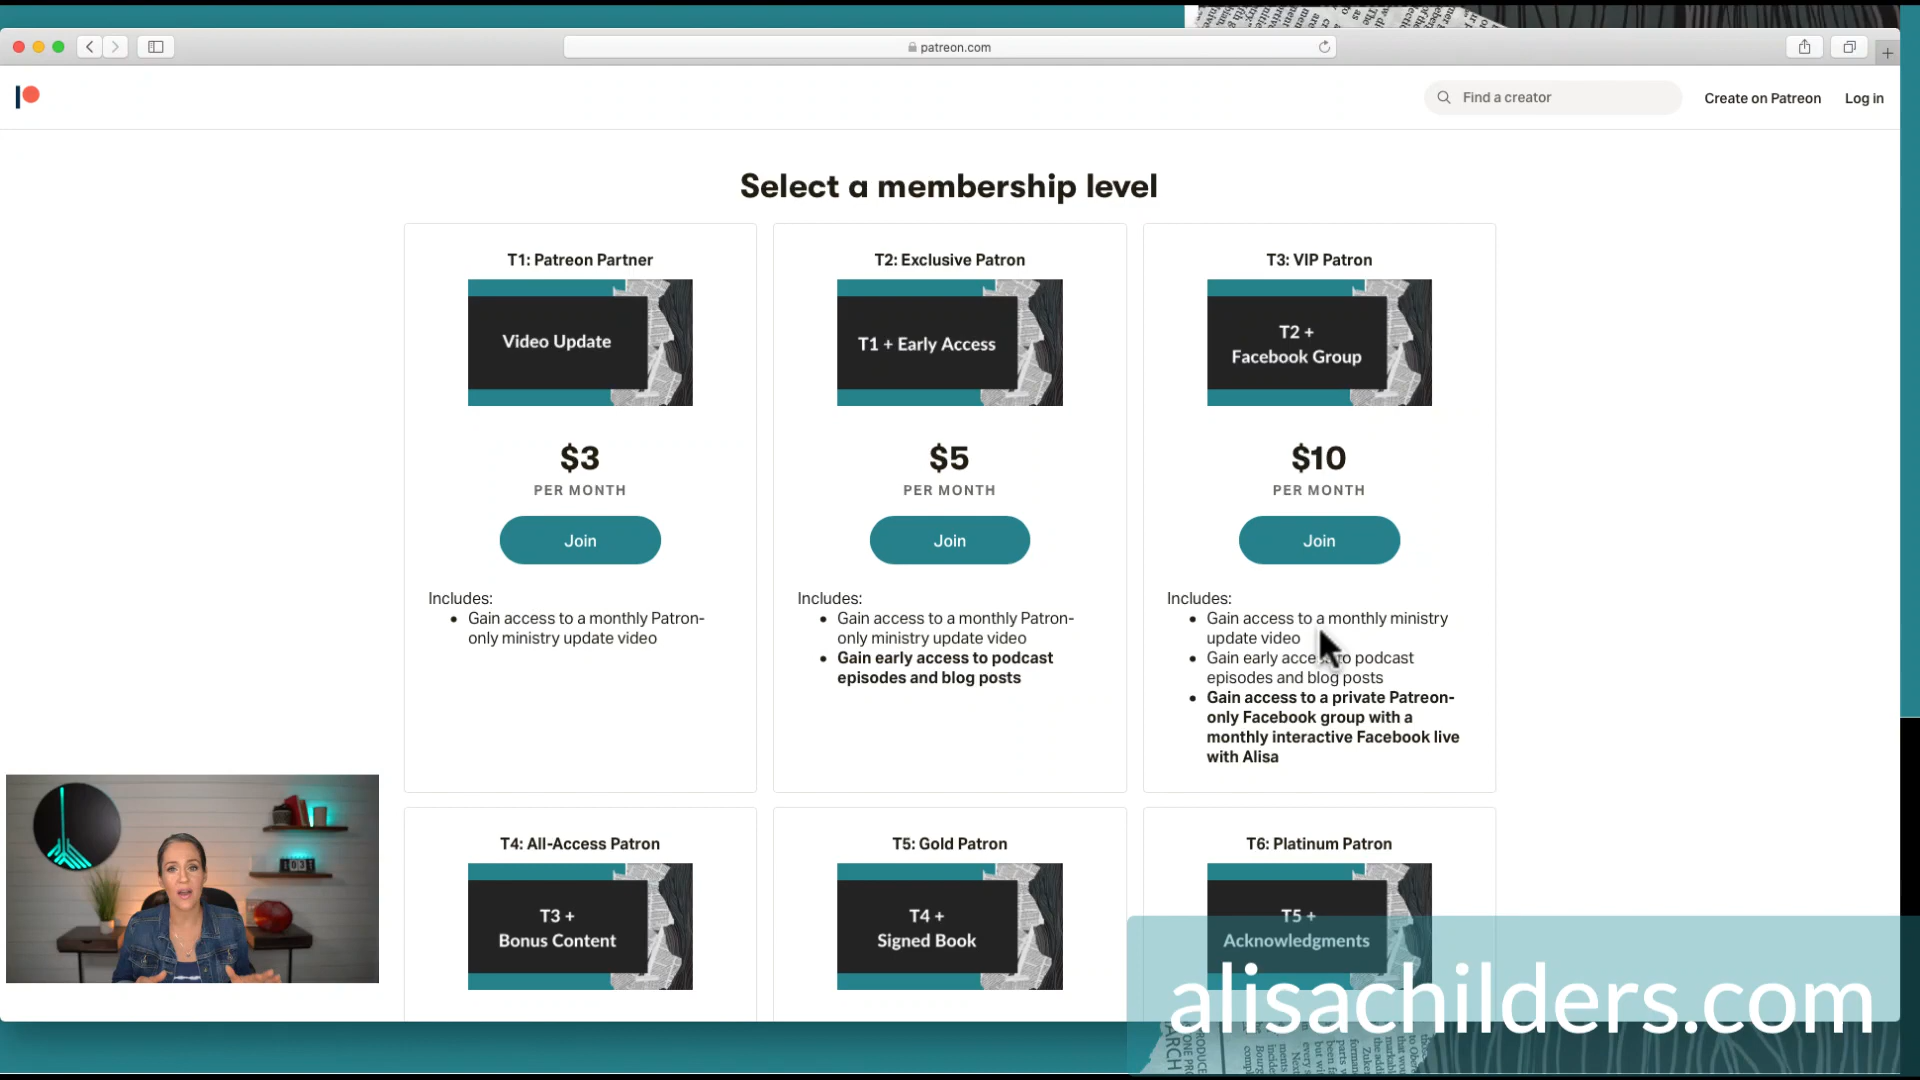 patreon.com
Find a creator
Create on Patreon
Log in
Select a membership level
T1: Patreon Partner
Video Update
$3
PER MONTH
Join
Includes:
Gain access to a monthly Patron-
only ministry update video
T2: Exclusive Patron
T1 + Early Access
$5
PER MONTH
Join
Includes:
Gain access to a monthly Patron-
only ministry update video
Gain early access to podcast
episodes and blog posts
T3: VIP Patron
T2 +
Facebook Group
$10
PER MONTH
Join
Includes:
Gain access to a monthly ministry
update video
Gain early access to podcast
episodes and blog posts
Gain access to a private Patreon-
only Facebook group with a
monthly interactive Facebook live
with Alisa
T4: All-Access Patron
T3 +
Bonus Content
T5: Gold Patron
T4 +
Signed Book
T6: Platinum Patron
T5 +
Acknowledgments
alisachilders.com